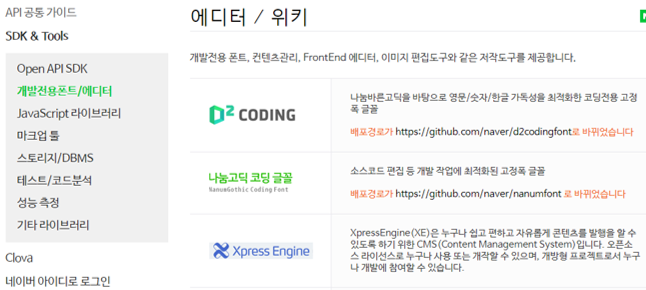 API 공통 가이드
SDK & Tools
Open API SDK
개발전용폰트/에디터
JavaScript 라이브러리
마크업 툴
스토리지/DBMS
테스트/코드분석
성능 측정
기타 라이브러리
Clova
네이버 아이디로 로그인
에디터 / 위키
개발전용 폰트, 컨텐츠관리, FrontEnd 에디터, 이미지 편집도구와 같은 저작도구를 제공합니다.
D2 CODING
나눔바른고딕을 바탕으로 영문/숫자/한글 가독성을 최적화한 코딩전용 고정
폭 글꼴
배포경로가 https://github.com/naver/d2codingfont로 바뀌었습니다
나눔고딕 코딩 글꼴
NanumGothic Coding Font
소스코드 편집 등 개발 작업에 최적화된 고정폭 글꼴
배포경로가 https://github.com/naver/nanumfont 로 바뀌었습니다
Xpress Engine
XpressEngine(XE)은 누구나 쉽고 편하고 자유롭게 콘텐츠를 발행을 할 수
있도록 하기 위한 CMS(Content Management System)입니다. 오픈소
스 라이선스로 누구나 사용 또는 개작할 수 있으며, 개방형 프로젝트로서 누구
나 개발에 참여할 수 있습니다.